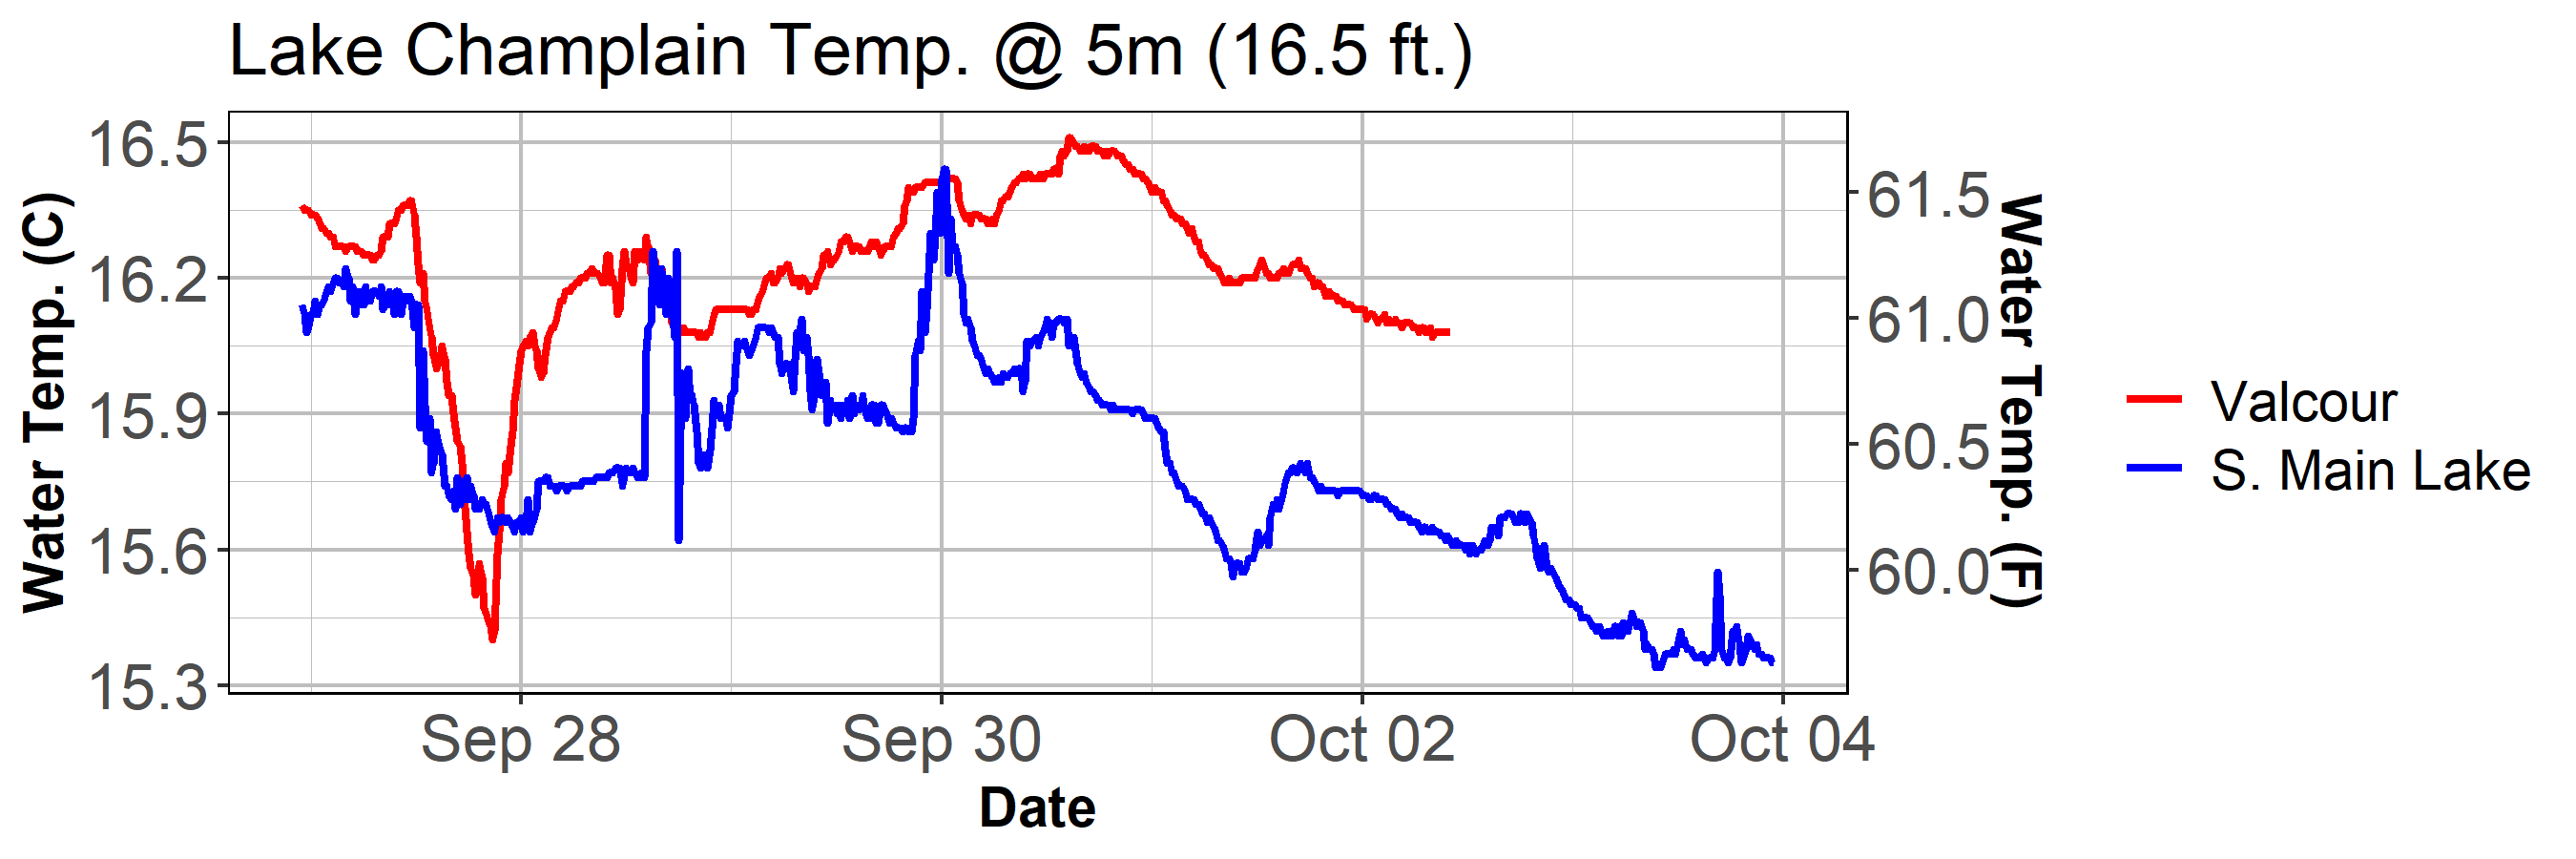 Lake Champlain Temp. @ 5m (16.5 ft.)
Water Temp. (C)
16.5
16.2
15.9
15.6
15.3
61.5
61.0
60.5
60.0
Water Temp. (F)
Sep 28
Sep 30
Oct 02
Oct 04
Date
Valcour
S. Main Lake